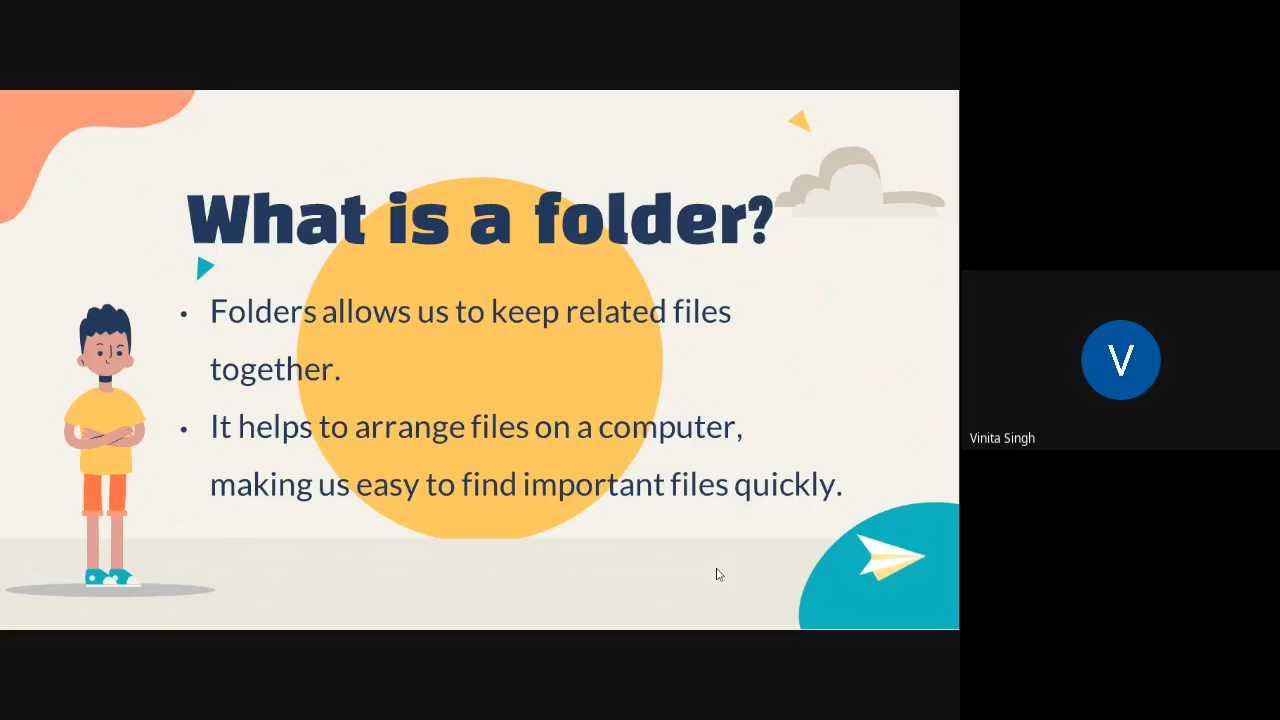 What is a folder?
• Folders allows us to keep related files
together.
• It helps to arrange files on a computer,
making us easy to find important files quickly.
V
Vinita Singh